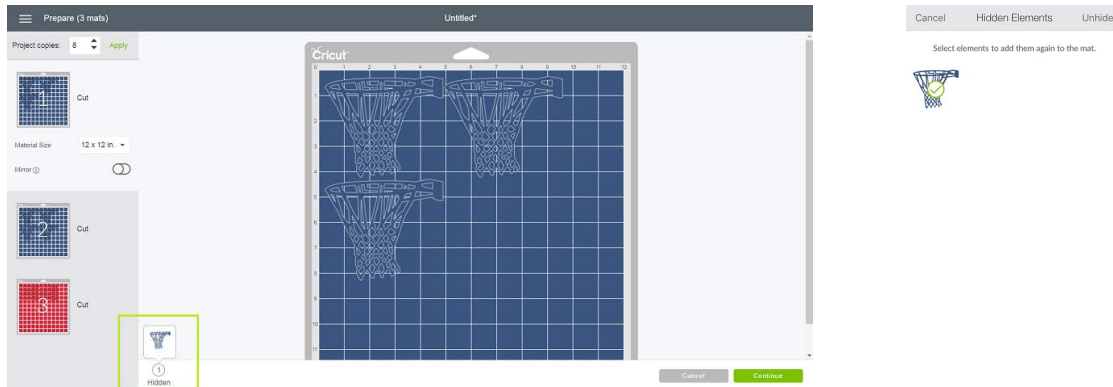 Prepare (3 mats)
Untitled*
Project copies: 8 Apply
1 Cut
Material Size 12 x 12 in.
Mirror
2 Cut
3 Cut
Cricut
0 1 2 3 4 5 6 7 8 9 10 11 12
1
2
3
4
5
6
7
8
9
10
11
1
Hidden
Cancel
Continue
Cancel Hidden Elements Unhide
Select elements to add them again to the mat.